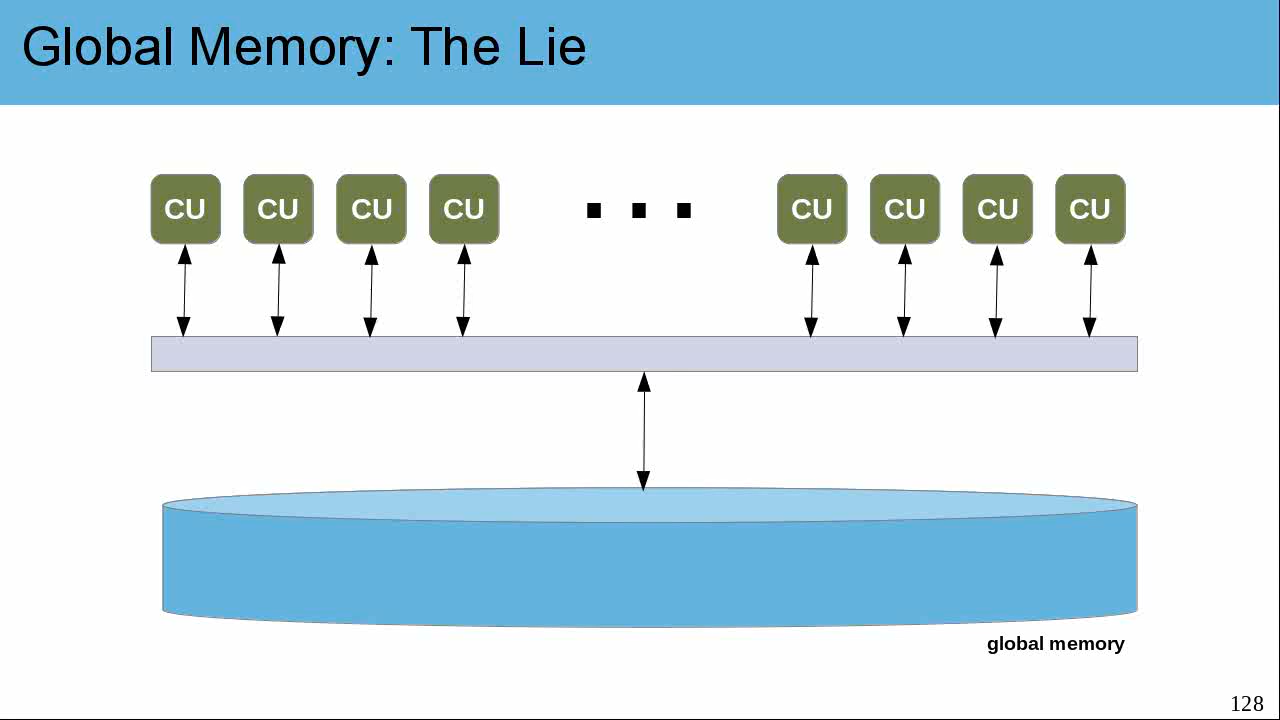 Global Memory: The Lie
CU CU CU CU ... CU CU CU CU
global memory
128